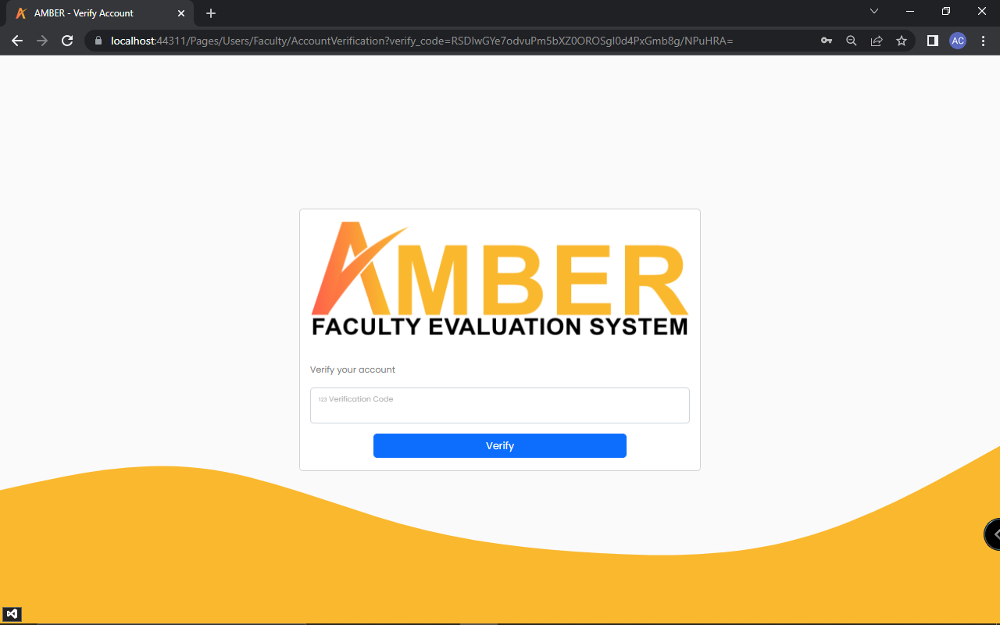 AMBER - Verify Account
localhost:44311/Pages/Users/Faculty/AccountVerification?verify_code=RSDIwGYe7odvuPm5bXZ0OROSgI0d4PxGmb8g/NPuHRA=
AC
AMBER
FACULTY EVALUATION SYSTEM
Verify your account
123 Verification Code
Verify